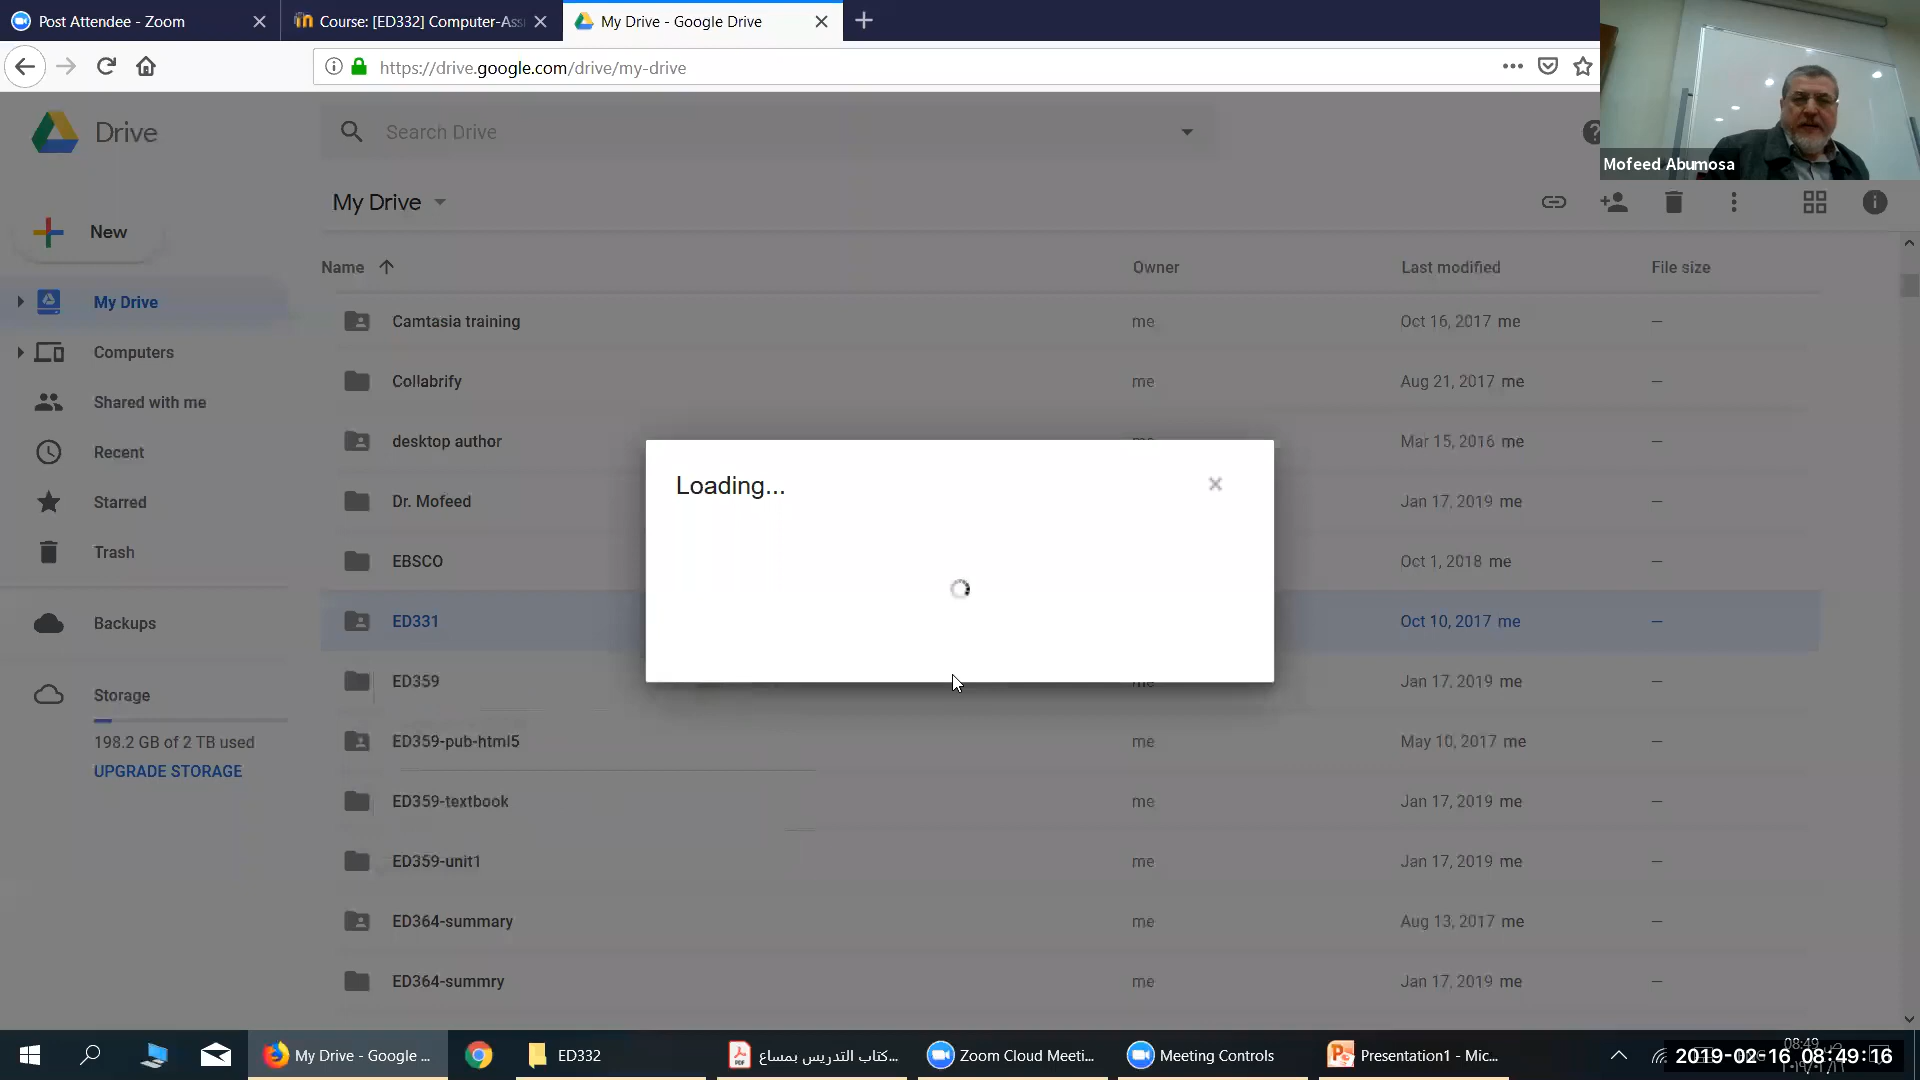 Post Attendee - Zoom
Course: [ED332] Computer-Ass
My Drive - Google Drive
https://drive.google.com/drive/my-drive
Mofeed Abumosa
Drive
Search Drive
My Drive
New
Name
Owner
Last modified
File size
My Drive
Computers
Shared with me
Recent
Starred
Trash
Backups
Storage
198.2 GB of 2 TB used
UPGRADE STORAGE
Camtasia training me Oct 16, 2017 me —
Collabrify me Aug 21, 2017 me —
desktop author Mar 15, 2016 me —
Dr. Mofeed Jan 17, 2019 me —
EBSCO Oct 1, 2018 me —
ED331 Oct 10, 2017 me —
ED359 Jan 17, 2019 me —
ED359-pub-html5 me May 10, 2017 me —
ED359-textbook me Jan 17, 2019 me —
ED359-unit1 me Jan 17, 2019 me —
ED364-summary me Aug 13, 2017 me —
ED364-summry me Jan 17, 2019 me —
Loading...
My Drive - Google ...
ED332
كتاب التدريس بمساع...
Zoom Cloud Meeti...
Meeting Controls
Presentation1 - Mic...
2019-02-16 08:49:16